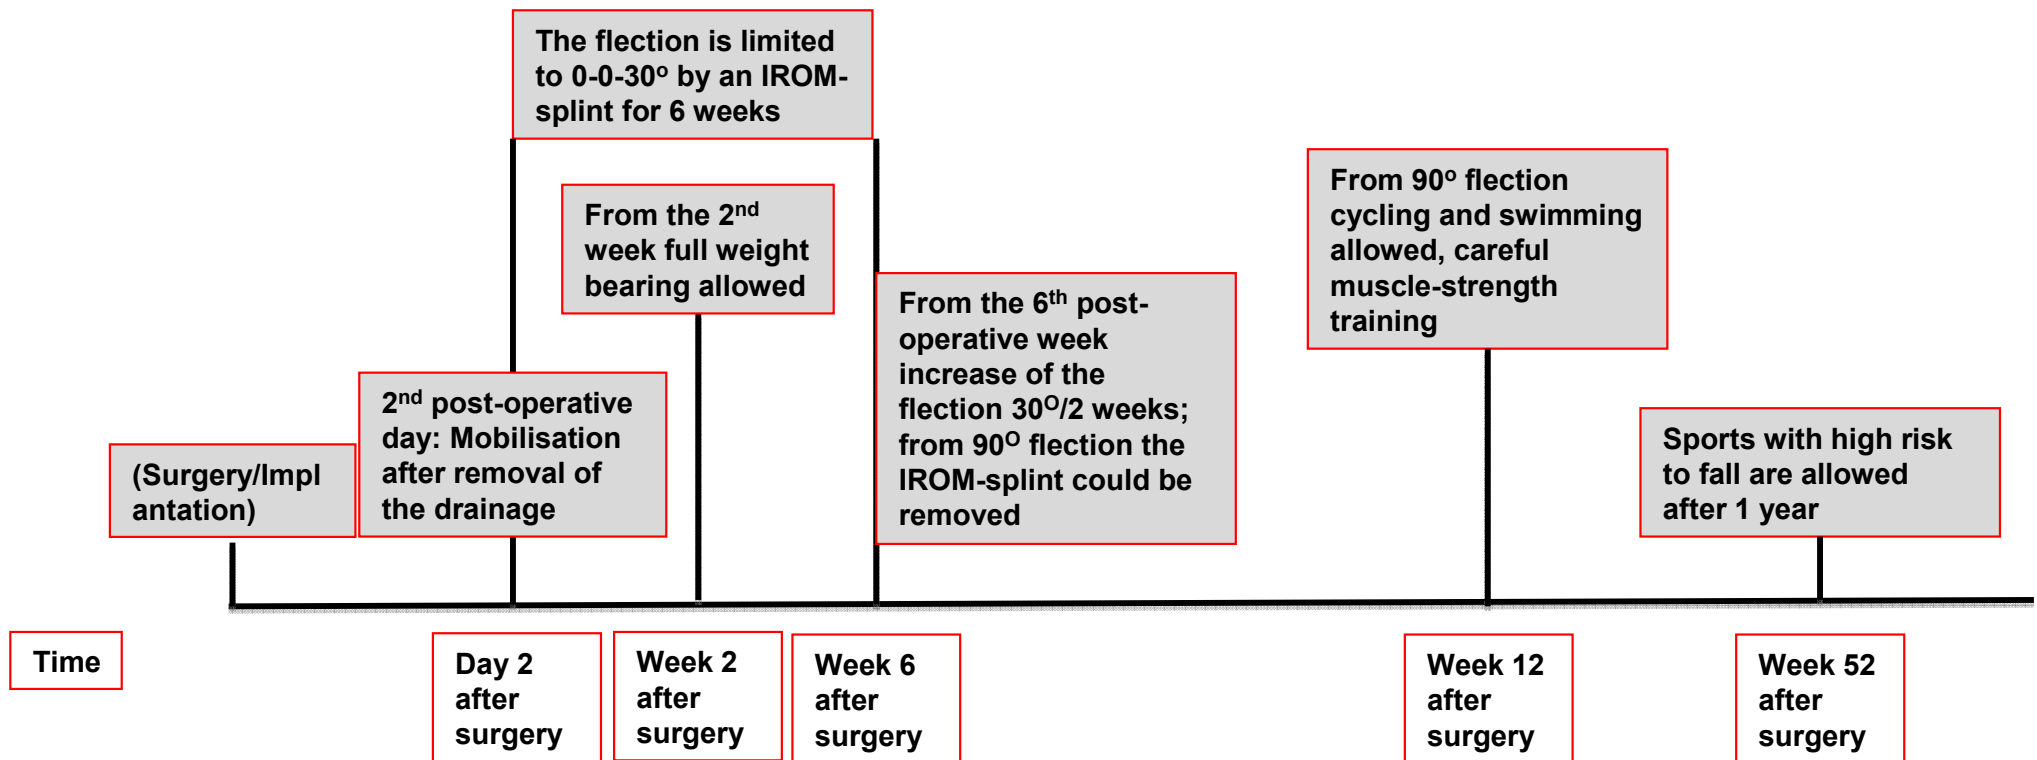 The flection is limited
to 0-0-30º by an IROM-
splint for 6 weeks
From the 2nd
week full weight
bearing allowed
From 90º flection
cycling and swimming
allowed, careful
muscle-strength
training
From the 6th post-
operative week
increase of the
flection 30O/2 weeks;
from 90O flection the
IROM-splint could be
removed
2nd post-operative
day: Mobilisation
after removal of
the drainage
(Surgery/Impl
antation)
Sports with high risk
to fall are allowed
after 1 year
Time
Day 2
after
surgery
Week 2
after
surgery
Week 6
after
surgery
Week 12
after
surgery
Week 52
after
surgery